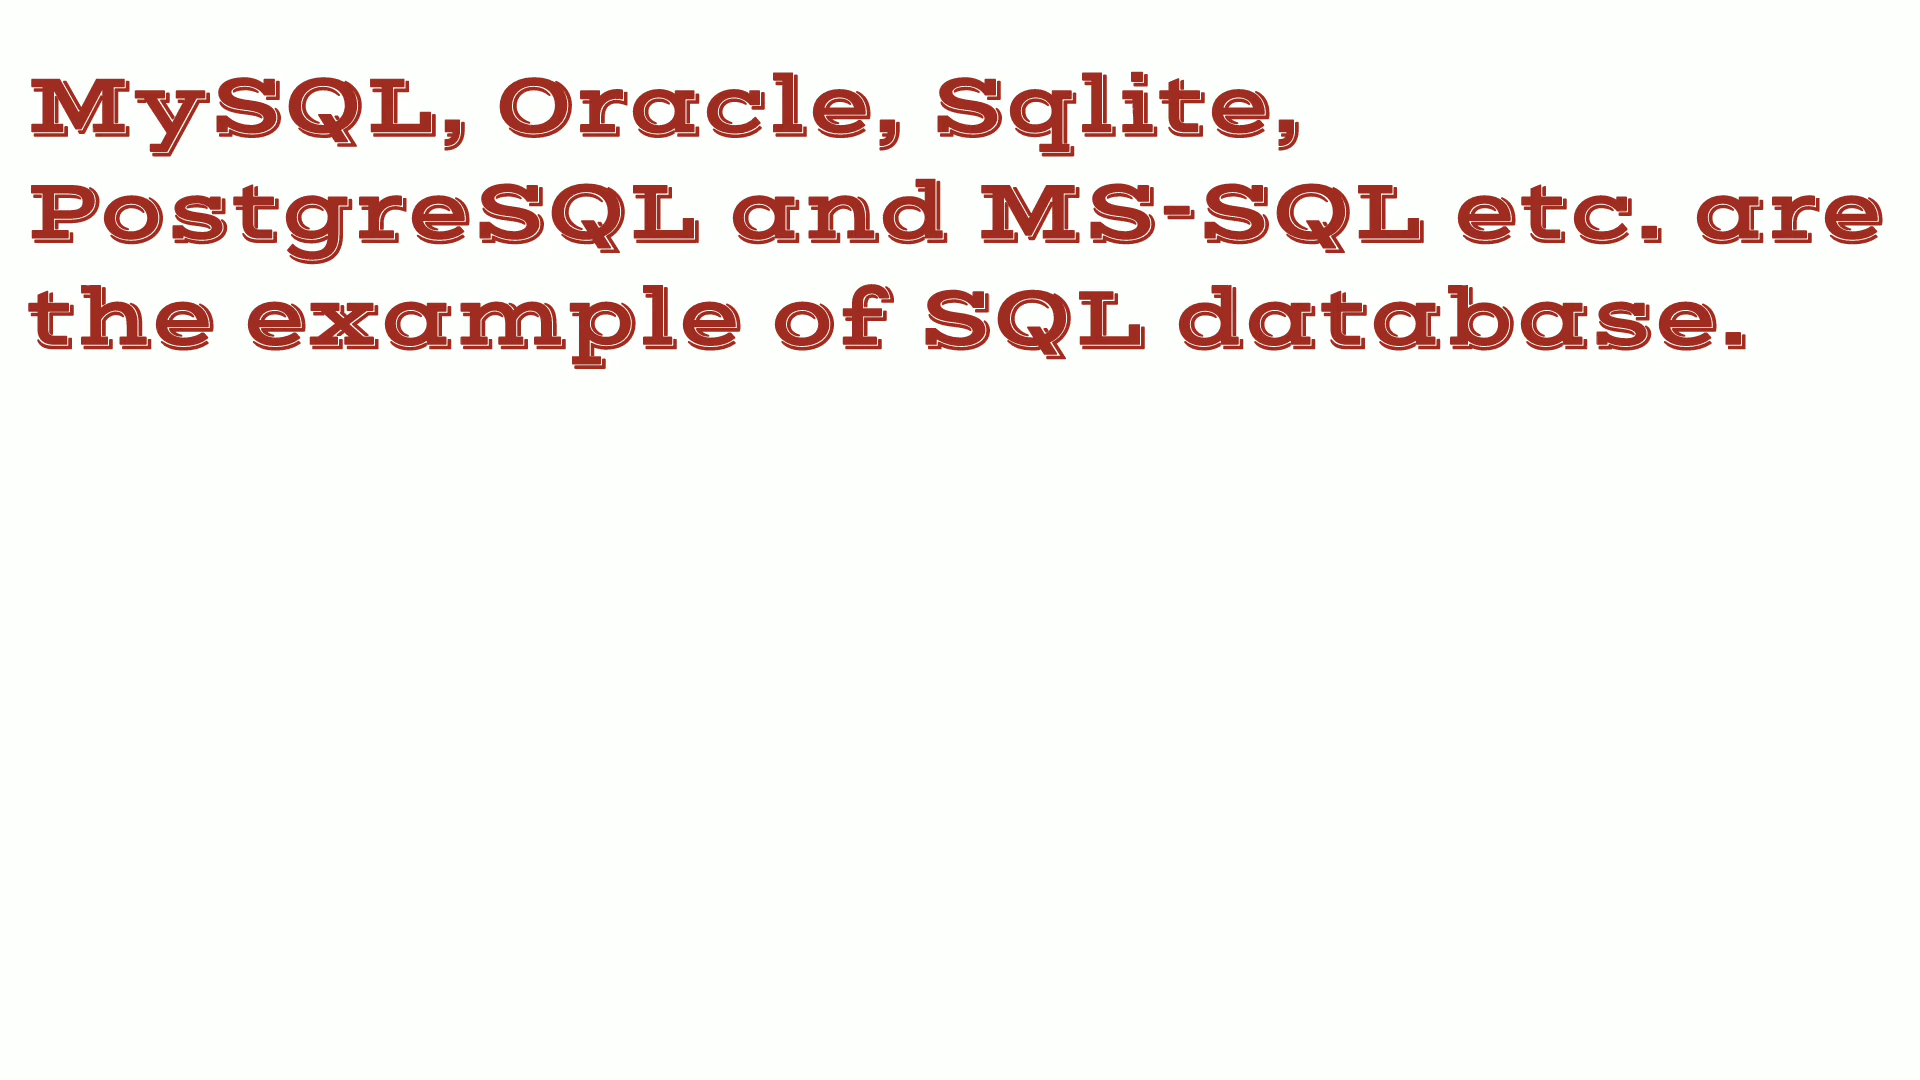 MySQL, Oracle, Sqlite,
PostgreSQL and MS-SQL etc. are
the example of SQL database.